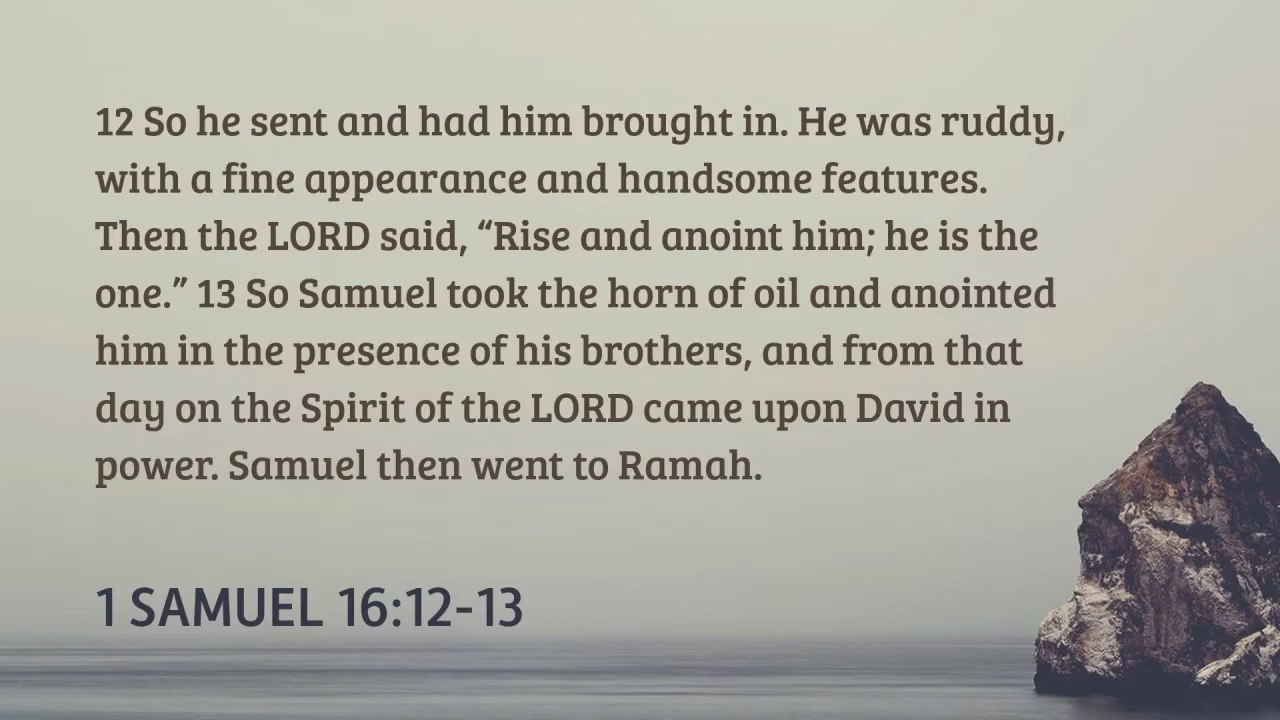 12 So he sent and had him brought in. He was ruddy,
with a fine appearance and handsome features.
Then the LORD said, “Rise and anoint him; he is the
one.” 13 So Samuel took the horn of oil and anointed
him in the presence of his brothers, and from that
day on the Spirit of the LORD came upon David in
power. Samuel then went to Ramah.
1 SAMUEL 16:12-13